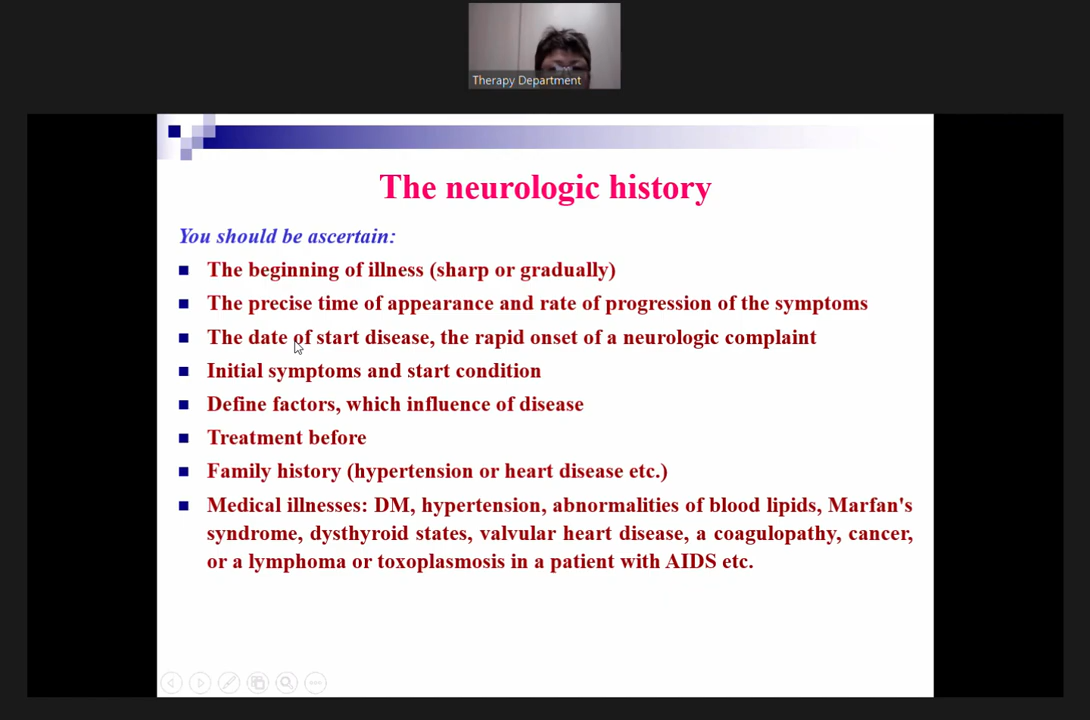 Therapy Department
The neurologic history
You should be ascertain:
The beginning of illness (sharp or gradually)
The precise time of appearance and rate of progression of the symptoms
The date of start disease, the rapid onset of a neurologic complaint
Initial symptoms and start condition
Define factors, which influence of disease
Treatment before
Family history (hypertension or heart disease etc.)
Medical illnesses: DM, hypertension, abnormalities of blood lipids, Marfan's
syndrome, dysthyroid states, valvular heart disease, a coagulopathy, cancer,
or a lymphoma or toxoplasmosis in a patient with AIDS etc.